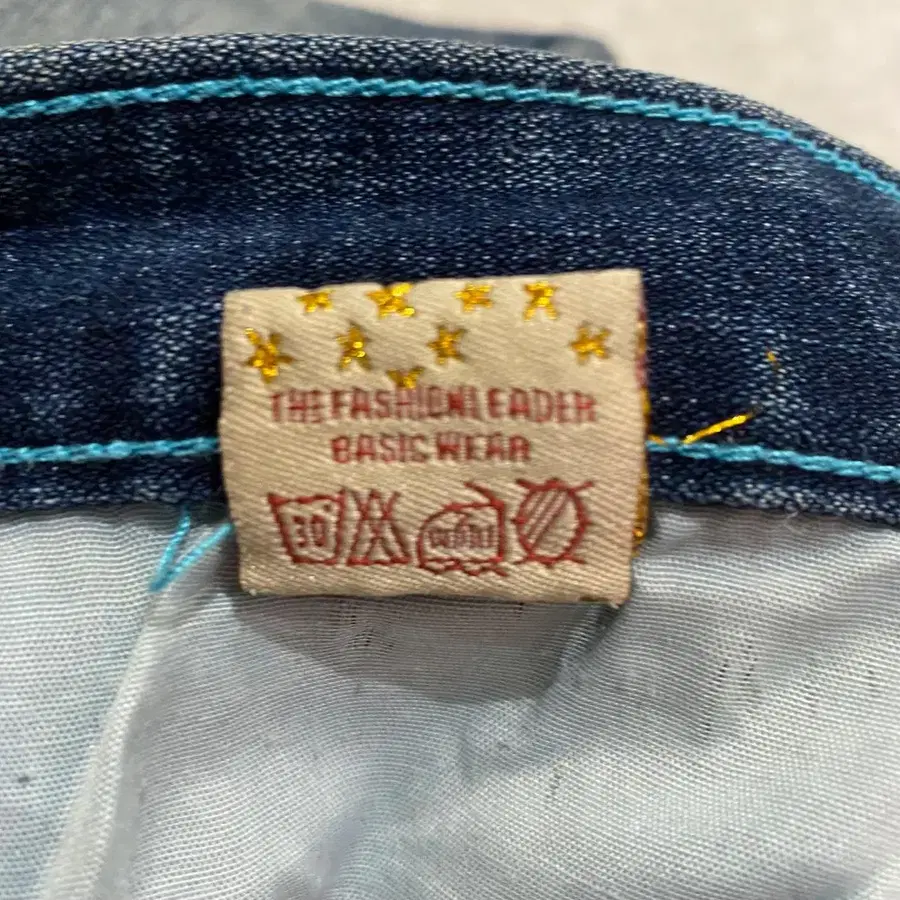 THE FASHION LEADER
BASIC WEAR
30